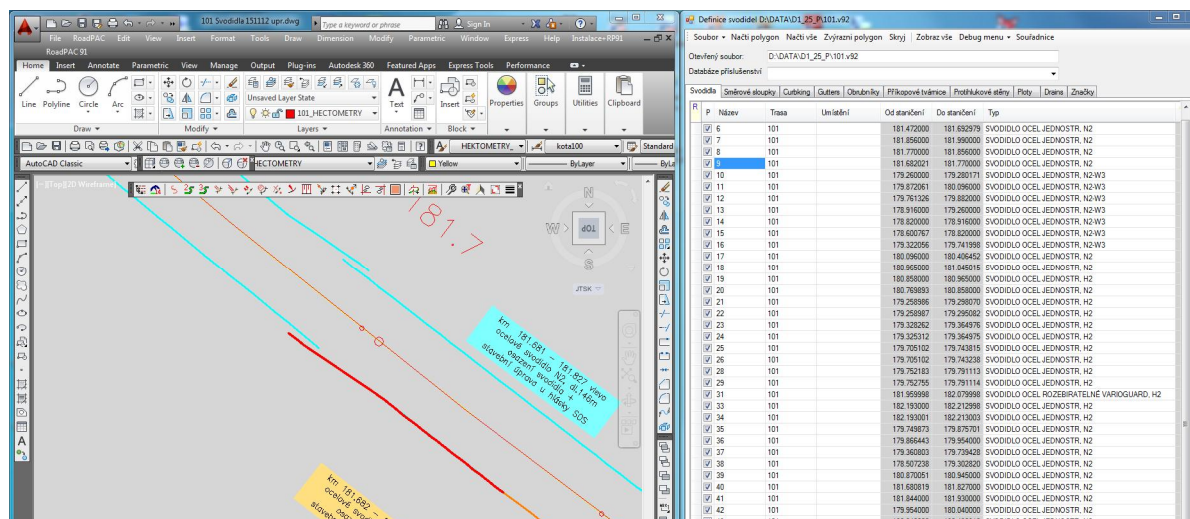 101 Svodidla 151112 upr.dwg
Type a keyword or phrase
Sign In
File RoadPAC Edit View Insert Format Tools Draw Dimension Modify Parametric Window Express Help Instalace+RP91
RoadPAC 91
Home Insert Annotate Parametric View Manage Output Plug-ins Autodesk 360 Featured Apps Express Tools Performance
Line Polyline Circle Arc
Unsaved Layer State
101_HECTOMETRY
Text Insert Properties Groups Utilities Clipboard
Draw Modify Layers Annotation Block
HEKTOMETRY_ kota100 Standard
AutoCAD Classic HECTOMETRY Yellow ByLayer
[-][Top][2D Wireframe]
181.7
N
W TOP E
S
JTSK
km 181,681 - 181,827 vlevo
ocelové svodidlo N2, dl.146m
osazení svodidla +
stavební úprava u hlásky SOS
km 181,682 -
Definice svodidel D:\DATA\D1_25_P\101.v92
Soubor Načti polygon Načti vše Zvýrazni polygon Skryj Zobraz vše Debug menu Souřadnice
Otevřený soubor: D:\DATA\D1_25_P\101.v92
Databáze příslušenství
Svodidla Směrové sloupky Curbking Gutters Obrubníky Příkopové tvárnice Protihlukové stěny Ploty Drains Značky
R P Název Trasa Umístění Od staničení Do staničení Typ
6 101 181.472000 181.692979 SVODIDLO OCEL JEDNOSTR, N2
7 101 181.856000 181.990000 SVODIDLO OCEL JEDNOSTR, N2
8 101 181.770000 181.856000 SVODIDLO OCEL JEDNOSTR, N2
9 101 181.682021 181.770000 SVODIDLO OCEL JEDNOSTR, N2
10 101 179.260000 179.280171 SVODIDLO OCEL JEDNOSTR, N2-W3
11 101 179.872061 180.096000 SVODIDLO OCEL JEDNOSTR, N2-W3
12 101 179.761326 179.882000 SVODIDLO OCEL JEDNOSTR, N2-W3
13 101 178.916000 179.260000 SVODIDLO OCEL JEDNOSTR, N2-W3
14 101 178.820000 178.916000 SVODIDLO OCEL JEDNOSTR, N2-W3
15 101 178.600767 178.820000 SVODIDLO OCEL JEDNOSTR, N2-W3
16 101 179.322056 179.741998 SVODIDLO OCEL JEDNOSTR, N2-W3
17 101 180.096000 180.406452 SVODIDLO OCEL JEDNOSTR, N2
18 101 180.965000 181.045015 SVODIDLO OCEL JEDNOSTR, N2
19 101 180.858000 180.965000 SVODIDLO OCEL JEDNOSTR, N2
20 101 180.769893 180.858000 SVODIDLO OCEL JEDNOSTR, N2
21 101 179.258986 179.298070 SVODIDLO OCEL JEDNOSTR, H2
22 101 179.258987 179.295082 SVODIDLO OCEL JEDNOSTR, H2
23 101 179.328262 179.364976 SVODIDLO OCEL JEDNOSTR, H2
24 101 179.325312 179.364975 SVODIDLO OCEL JEDNOSTR, H2
25 101 179.705102 179.743815 SVODIDLO OCEL JEDNOSTR, H2
26 101 179.705102 179.743238 SVODIDLO OCEL JEDNOSTR, H2
28 101 179.752183 179.791113 SVODIDLO OCEL JEDNOSTR, H2
29 101 179.752755 179.791114 SVODIDLO OCEL JEDNOSTR, H2
31 101 181.959998 182.079998 SVODIDLO OCEL ROZEBIRATELNÉ VARIOGUARD, H2
33 101 182.193000 182.212998 SVODIDLO OCEL JEDNOSTR, H2
34 101 182.193001 182.213003 SVODIDLO OCEL JEDNOSTR, H2
35 101 179.749873 179.875701 SVODIDLO OCEL JEDNOSTR, N2
36 101 179.866443 179.954000 SVODIDLO OCEL JEDNOSTR, N2
37 101 179.360803 179.739428 SVODIDLO OCEL JEDNOSTR, N2
38 101 178.507238 179.302820 SVODIDLO OCEL JEDNOSTR, N2
39 101 180.870051 180.945000 SVODIDLO OCEL JEDNOSTR, N2
40 101 181.680819 181.827000 SVODIDLO OCEL JEDNOSTR, N2
41 101 181.844000 181.930000 SVODIDLO OCEL JEDNOSTR, N2
42 101 179.954000 180.040000 SVODIDLO OCEL JEDNOSTR, N2